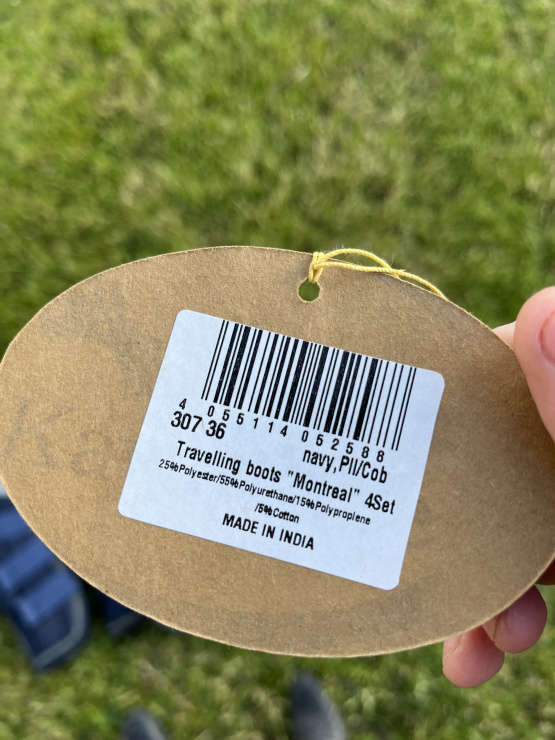 4 055114 052588
307 36
navy,PII/Cob
Travelling boots "Montreal" 4Set
25%Polyester/55%Polyurethane/15%Polyproplene
/5%Cotton
MADE IN INDIA